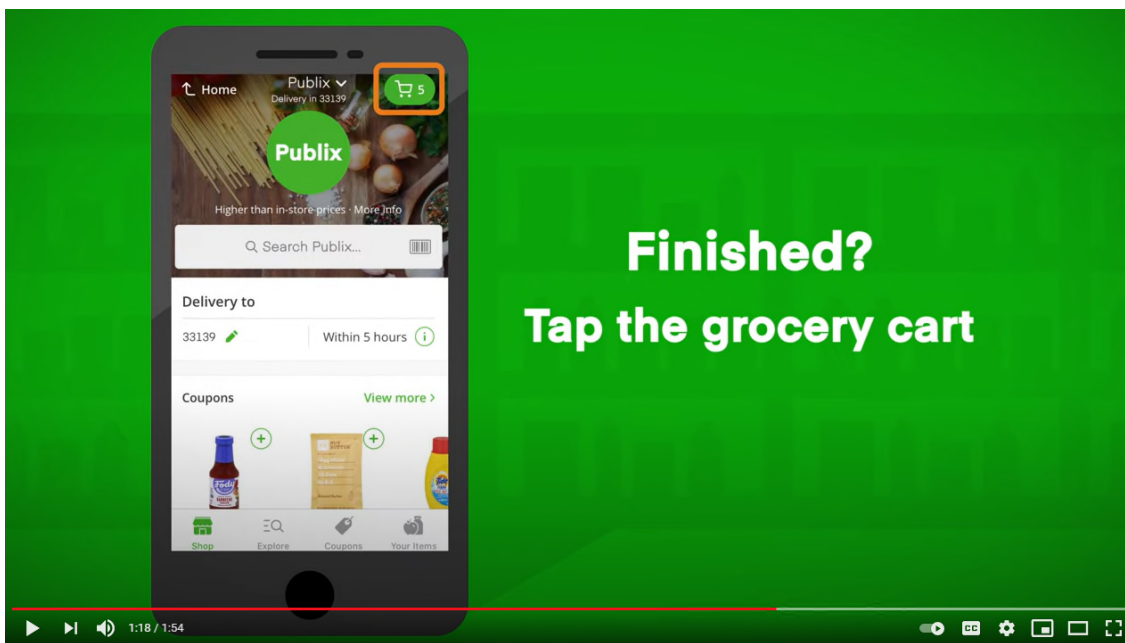 Home
Publix
Delivery in 33139
5
Publix
Higher than in-store prices · More Info
Search Publix...
Delivery to
33139
Within 5 hours
Coupons
View more >
Fody
Shop
Explore
Coupons
Your Items
Finished?
Tap the grocery cart
1:18 / 1:54
CC